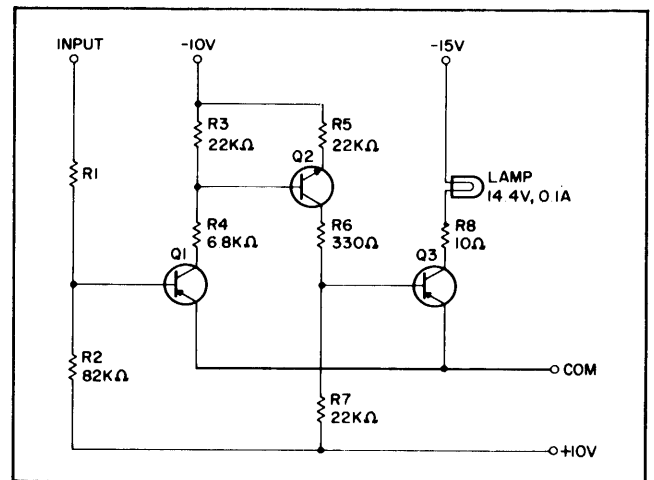 INPUT
-10V
-15V
R3
22KΩ
R5
22KΩ
Q2
R1
LAMP
14.4V, 0.1A
R4
6.8KΩ
R6
330Ω
R8
10Ω
Q1
Q3
R2
82KΩ
COM
R7
22KΩ
+10V